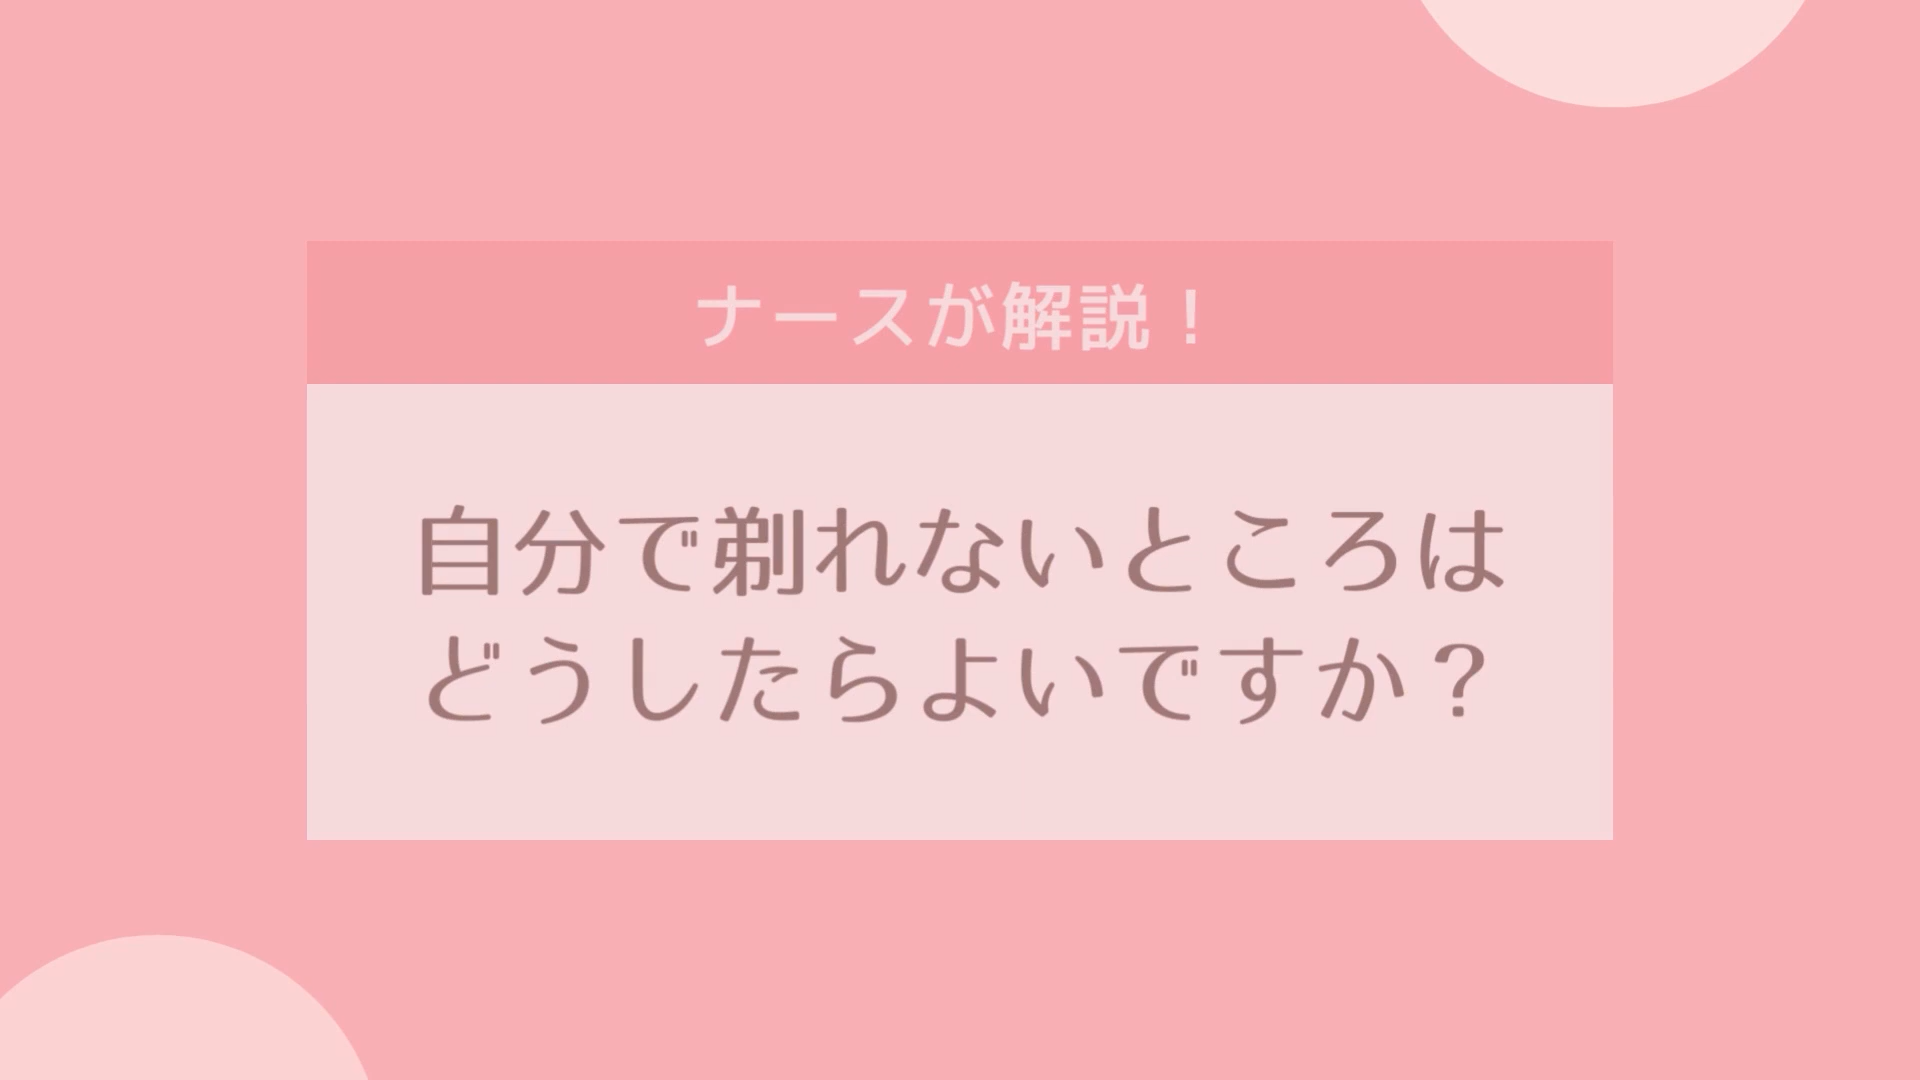 ナースが解説！
自分で剃れないところは
どうしたらよいですか？